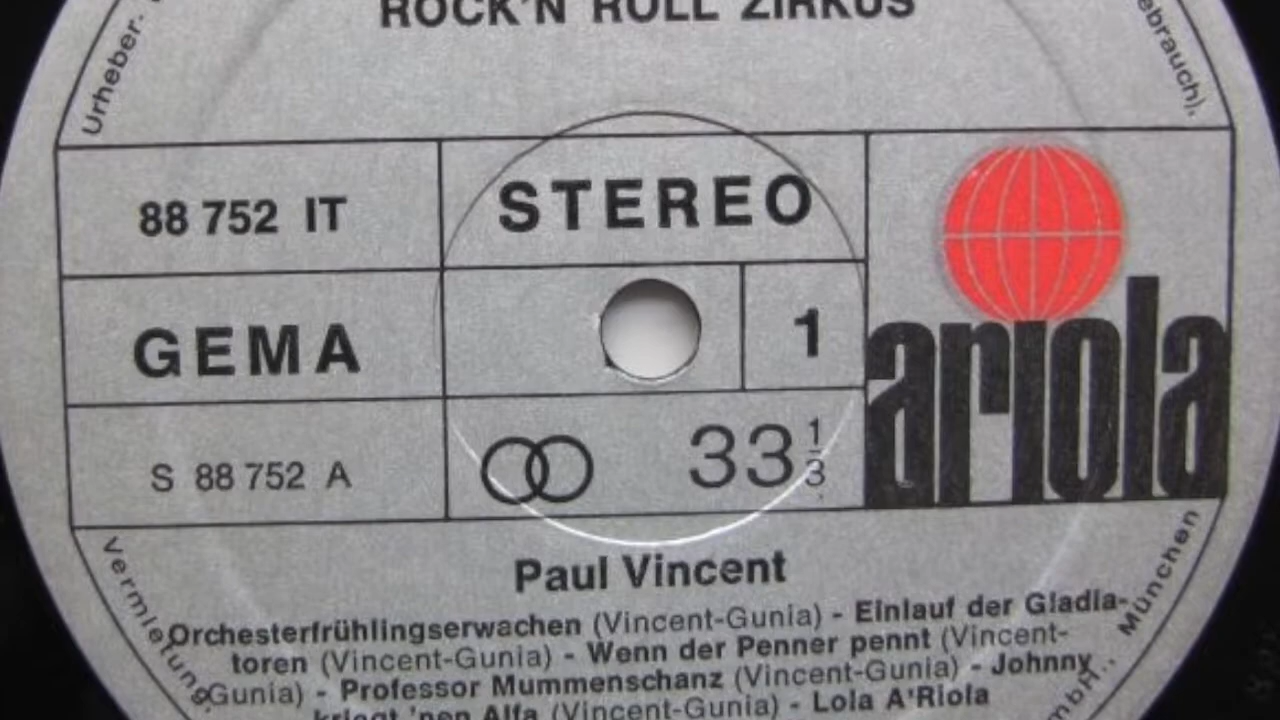 ROCK'N ROLL ZIRKUS
Urheber-
ebrauch).
88 752 IT
STEREO
GEMA
1
S 88 752 A
33 1/3
ariola
Paul Vincent
Orchesterfrühlingserwachen (Vincent-Gunia) - Einlauf der Gladia-
toren (Vincent-Gunia) - Wenn der Penner pennt (Vincent-
Gunia) - Professor Mummenschanz (Vincent-Gunia) - Johnny
kriegt 'nen Alfa (Vincent-Gunia) - Lola A'Riola
Vermietung.
mbH., München